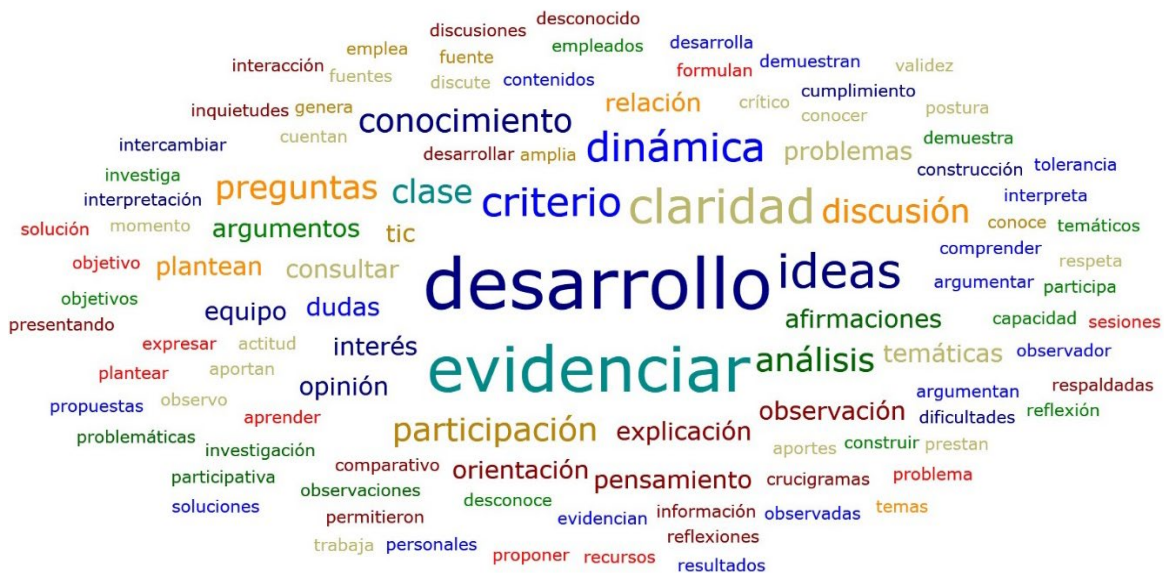 desconocido
discusiones
emplea fuente empleados desarrolla
interacción fuentes discute contenidos formulan demuestran validez
inquietudes genera conocimiento relación crítico cumplimiento postura
cuentan conocer
intercambiar desarrollar amplia dinámica problemas demuestra
investiga construcción tolerancia
interpretación preguntas clase criterio claridad discusión interpreta
solución momento argumentos tic conoce temáticos
objetivo plantean consultar desarrollo ideas comprender respeta
objetivos equipo dudas argumentar participa
presentando afirmaciones capacidad sesiones
expresar actitud interés evidenciar análisis temáticas observador
plantear aportan opinión argumentan respaldadas
propuestas observo aprender observación dificultades reflexión
problemáticas participación explicación aportes construir prestan
investigación
participativa comparativo orientación pensamiento crucigramas problema
soluciones observaciones desconoce información observadas temas
permitieron evidencian
trabaja personales reflexiones
proponer recursos resultados